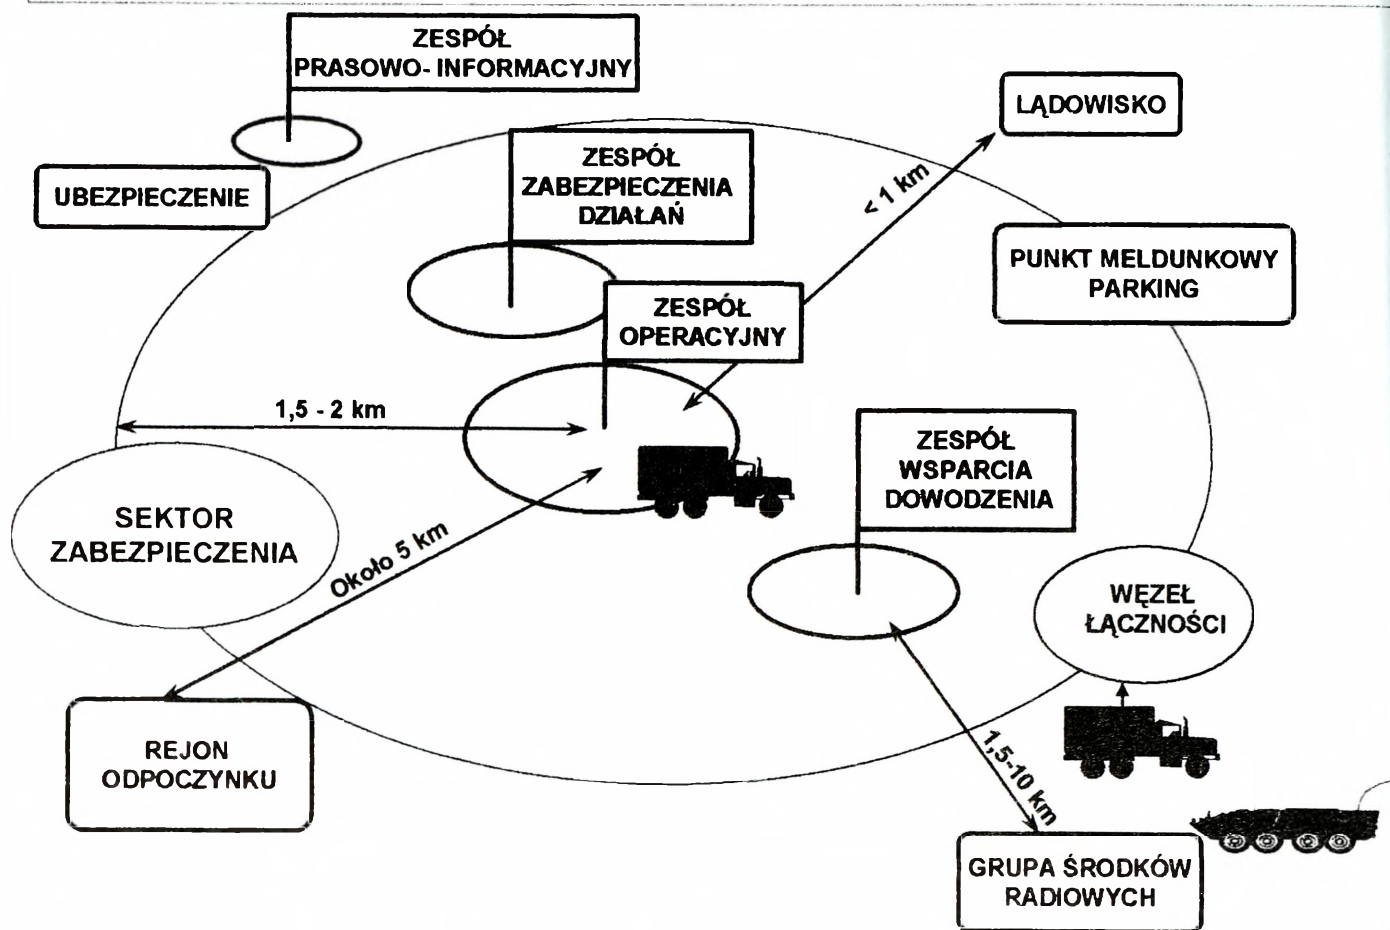 ZESPÓŁ
PRASOWO- INFORMACYJNY
LĄDOWISKO
UBEZPIECZENIE
ZESPÓŁ
ZABEZPIECZENIA
DZIAŁAŃ
< 1 km
PUNKT MELDUNKOWY
PARKING
ZESPÓŁ
OPERACYJNY
1,5 - 2 km
ZESPÓŁ
WSPARCIA
DOWODZENIA
SEKTOR
ZABEZPIECZENIA
Około 5 km
WĘZEŁ
ŁĄCZNOŚCI
REJON
ODPOCZYNKU
1,5-10 km
GRUPA ŚRODKÓW
RADIOWYCH